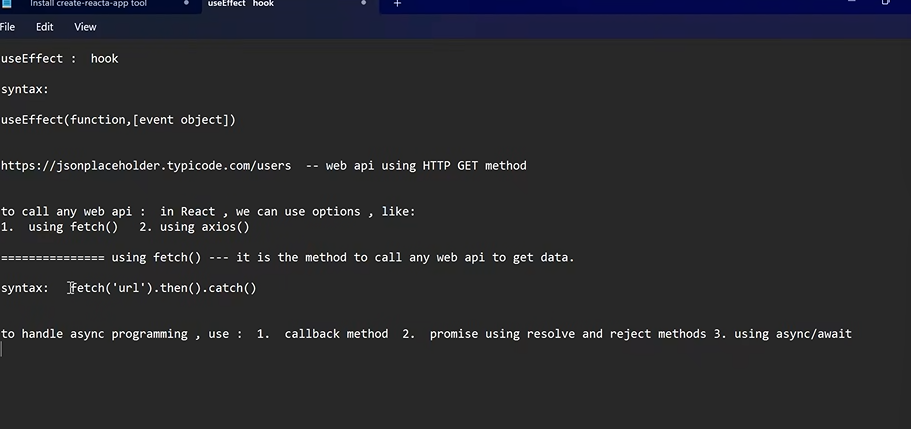 Install create-reacta-app tool
useEffect hook
File Edit View
useEffect : hook
syntax:
useEffect(function,[event object])
https://jsonplaceholder.typicode.com/users -- web api using HTTP GET method
to call any web api : in React , we can use options , like:
1. using fetch() 2. using axios()
=============== using fetch() --- it is the method to call any web api to get data.
syntax: fetch('url').then().catch()
to handle async programming , use : 1. callback method 2. promise using resolve and reject methods 3. using async/await